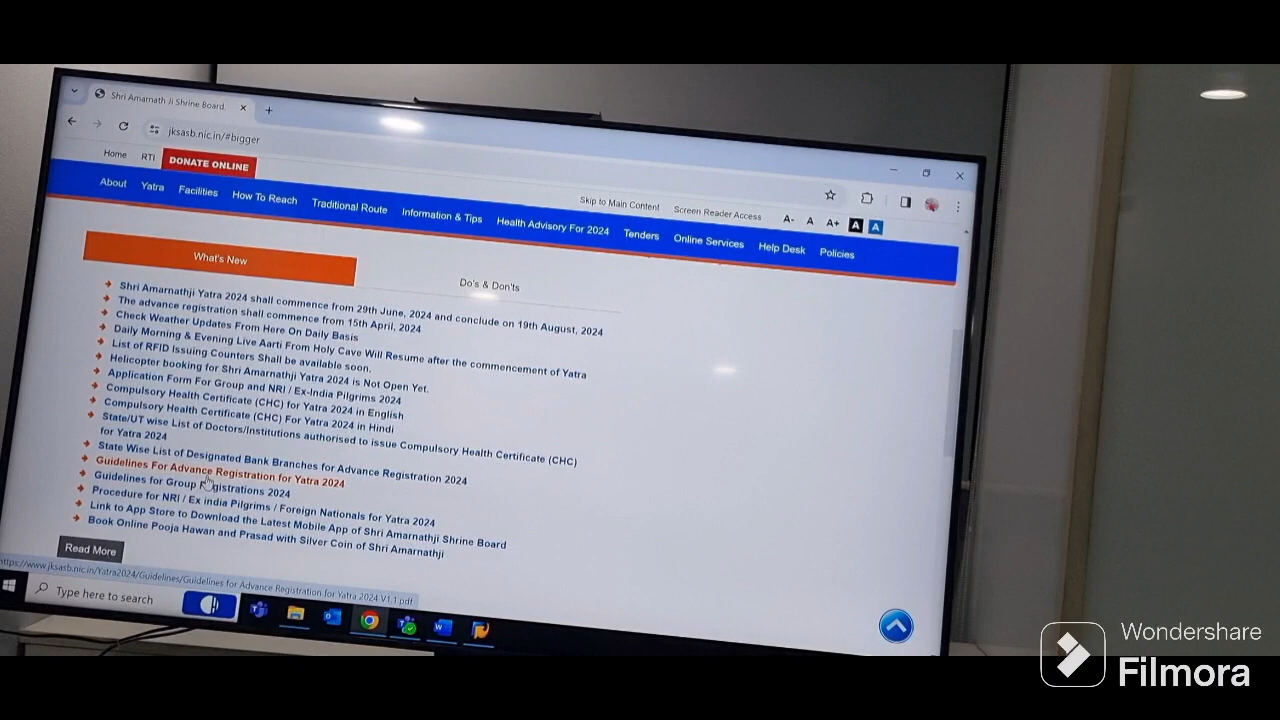 Shri Amarnath Ji Shrine Board
jksasb.nic.in/#bigger
Home RTI DONATE ONLINE
Skip to Main Content Screen Reader Access A- A A+ A A
About Yatra Facilities How To Reach Traditional Route Information & Tips Health Advisory For 2024 Tenders Online Services Help Desk Policies
What's New
Do's & Don'ts
Shri Amarnathji Yatra 2024 shall commence from 29th June, 2024 and conclude on 19th August, 2024
The advance registration shall commence from 15th April, 2024
Check Weather Updates From Here On Daily Basis
Daily Morning & Evening Live Aarti From Holy Cave Will Resume after the commencement of Yatra
List of RFID Issuing Counters Shall be available soon.
Helicopter booking for Shri Amarnathji Yatra 2024 is Not Open Yet.
Application Form For Group and NRI / Ex-India Pilgrims 2024
Compulsory Health Certificate (CHC) for Yatra 2024 in English
Compulsory Health Certificate (CHC) For Yatra 2024 in Hindi
State/UT wise List of Doctors/Institutions authorised to issue Compulsory Health Certificate (CHC)
for Yatra 2024
State Wise List of Designated Bank Branches for Advance Registration 2024
Guidelines For Advance Registration for Yatra 2024
Guidelines for Group Registrations 2024
Procedure for NRI / Ex india Pilgrims / Foreign Nationals for Yatra 2024
Link to App Store to Download the Latest Mobile App of Shri Amarnathji Shrine Board
Book Online Pooja Hawan and Prasad with Silver Coin of Shri Amarnathji
Read More
https://www.jksasb.nic.in/Yatra2024/Guidelines/Guidelines for Advance Registration for Yatra 2024 V1.1.pdf
Type here to search
Wondershare
Filmora